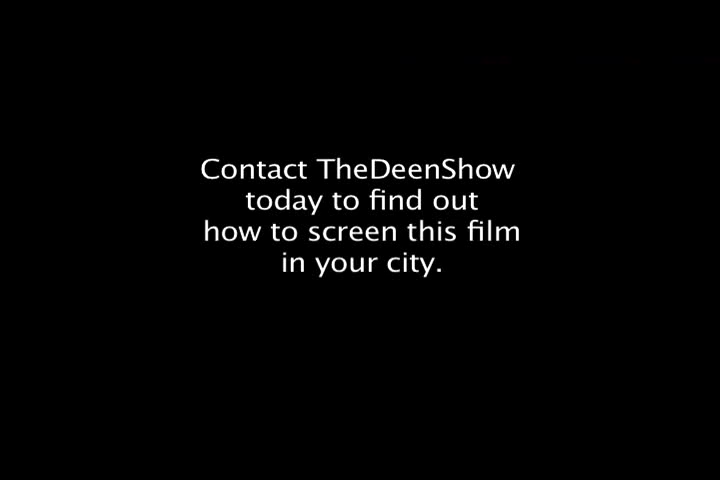 Contact TheDeenShow
today to find out
how to screen this film
in your city.